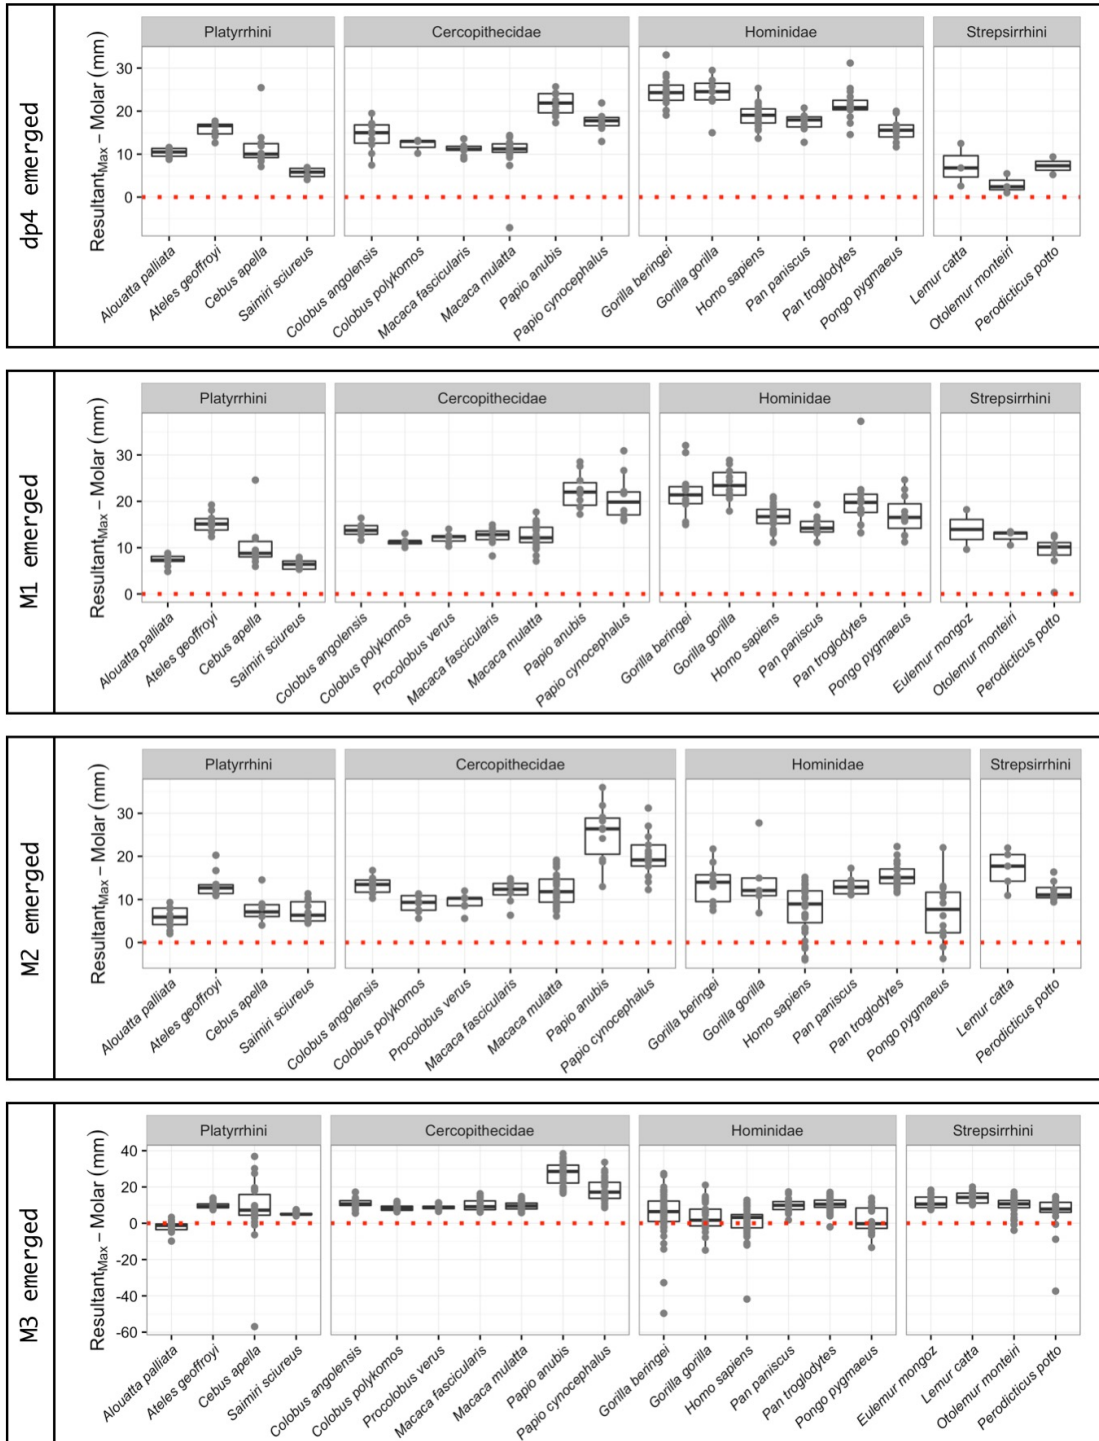 dp4 emerged
Platyrrhini Cercopithecidae Hominidae Strepsirrhini
Resultant_Max − Molar (mm)
30
20
10
0
Alouatta palliata Ateles geoffroyi Cebus apella Saimiri sciureus Colobus angolensis Colobus polykomos Macaca fascicularis Macaca mulatta Papio anubis Papio cynocephalus Gorilla beringei Gorilla gorilla Homo sapiens Pan paniscus Pan troglodytes Pongo pygmaeus Lemur catta Otolemur monteiri Perodicticus potto
M1 emerged
Platyrrhini Cercopithecidae Hominidae Strepsirrhini
Resultant_Max − Molar (mm)
30
20
10
0
Alouatta palliata Ateles geoffroyi Cebus apella Saimiri sciureus Colobus angolensis Colobus polykomos Procolobus verus Macaca fascicularis Macaca mulatta Papio anubis Papio cynocephalus Gorilla beringei Gorilla gorilla Homo sapiens Pan paniscus Pan troglodytes Pongo pygmaeus Eulemur mongoz Otolemur monteiri Perodicticus potto
M2 emerged
Platyrrhini Cercopithecidae Hominidae Strepsirrhini
Resultant_Max − Molar (mm)
30
20
10
0
Alouatta palliata Ateles geoffroyi Cebus apella Saimiri sciureus Colobus angolensis Colobus polykomos Procolobus verus Macaca fascicularis Macaca mulatta Papio anubis Papio cynocephalus Gorilla beringei Gorilla gorilla Homo sapiens Pan paniscus Pan troglodytes Pongo pygmaeus Lemur catta Perodicticus potto
M3 emerged
Platyrrhini Cercopithecidae Hominidae Strepsirrhini
Resultant_Max − Molar (mm)
40
20
0
-20
-40
-60
Alouatta palliata Ateles geoffroyi Cebus apella Saimiri sciureus Colobus angolensis Colobus polykomos Procolobus verus Macaca fascicularis Macaca mulatta Papio anubis Papio cynocephalus Gorilla beringei Gorilla gorilla Homo sapiens Pan paniscus Pan troglodytes Pongo pygmaeus Eulemur mongoz Lemur catta Otolemur monteiri Perodicticus potto